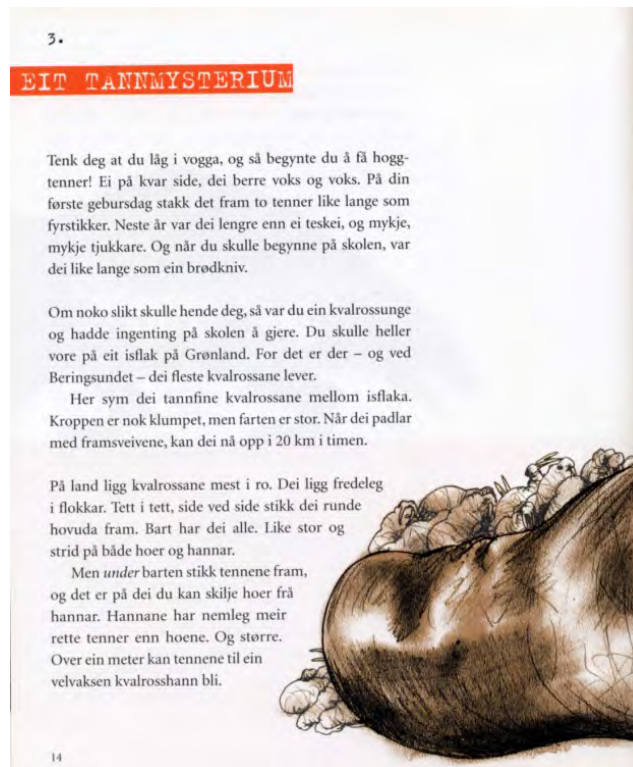 3.
EIT TANNMYSTERIUM
Tenk deg at du låg i vogga, og så begynte du å få hogg-
tenner! Ei på kvar side, dei berre voks og voks. På din
første gebursdag stakk det fram to tenner like lange som
fyrstikker. Neste år var dei lengre enn ei teskei, og mykje,
mykje tjukkare. Og når du skulle begynne på skolen, var
dei like lange som ein brødkniv.
Om noko slikt skulle hende deg, så var du ein kvalrossunge
og hadde ingenting på skolen å gjere. Du skulle heller
vore på eit isflak på Grønland. For det er der – og ved
Beringsundet – dei fleste kvalrossane lever.
Her sym dei tannfine kvalrossane mellom isflaka.
Kroppen er nok klumpet, men farten er stor. Når dei padlar
med framsveivene, kan dei nå opp i 20 km i timen.
På land ligg kvalrossane mest i ro. Dei ligg fredeleg
i flokkar. Tett i tett, side ved side stikk dei runde
hovuda fram. Bart har dei alle. Like stor og
strid på både hoer og hannar.
Men under barten stikk tennene fram,
og det er på dei du kan skilje hoer frå
hannar. Hannane har nemleg meir
rette tenner enn hoene. Og større.
Over ein meter kan tennene til ein
velvaksen kvalrosshann bli.
14